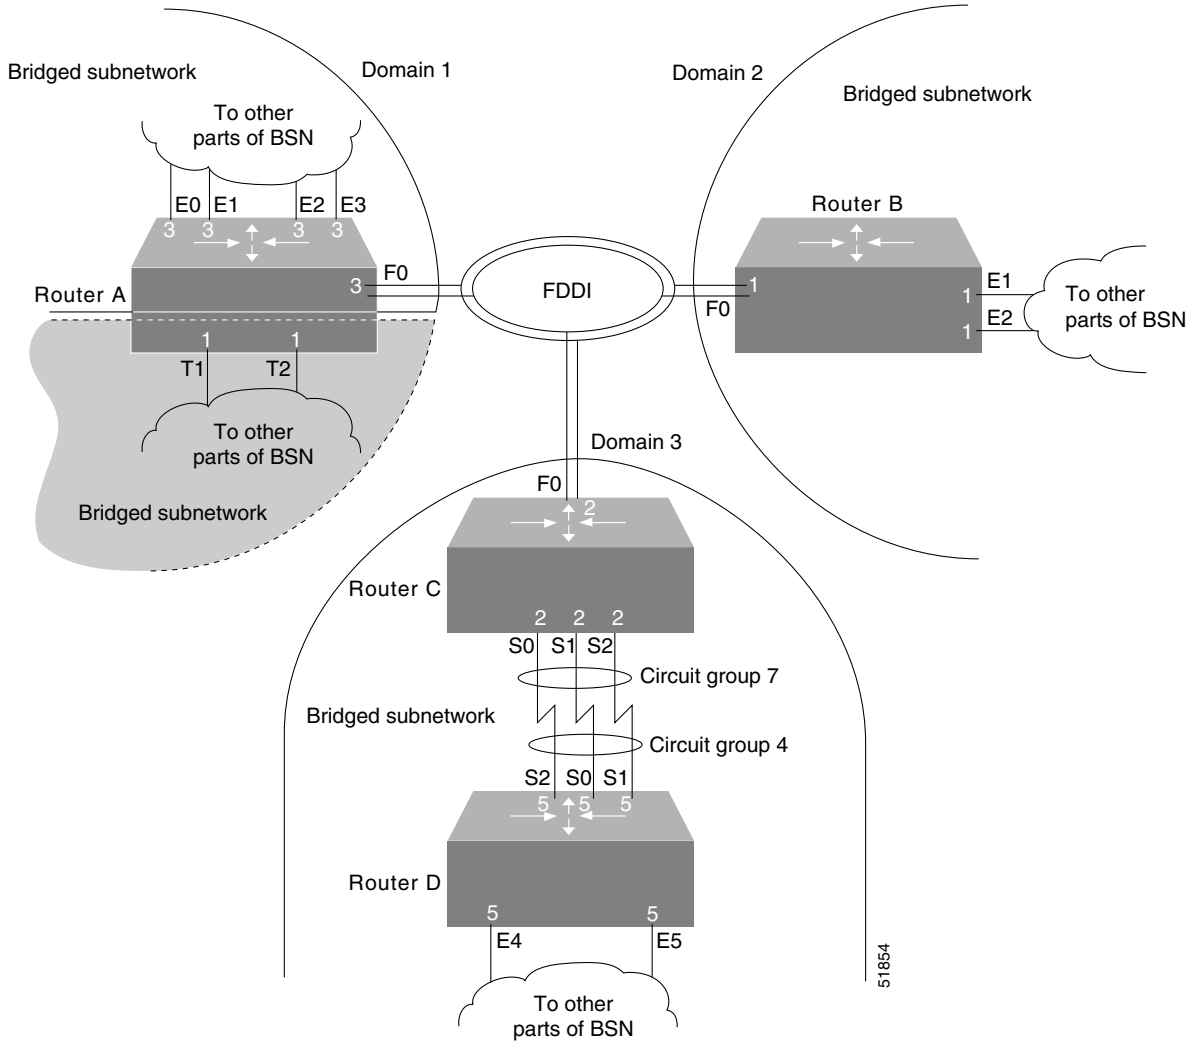 Bridged subnetwork
Domain 1
Domain 2
Bridged subnetwork
To other
parts of BSN
E0 E1 E2 E3
3 3 3 3
Router A
3
F0
1 1
T1 T2
To other
parts of BSN
Bridged subnetwork
FDDI
Router B
1
F0
1
E1
1
E2
To other
parts of BSN
Domain 3
F0
2
Router C
2 2 2
S0 S1 S2
Circuit group 7
Bridged subnetwork
Circuit group 4
S2 S0 S1
5 5 5
Router D
5 5
E4 E5
To other
parts of BSN
51854